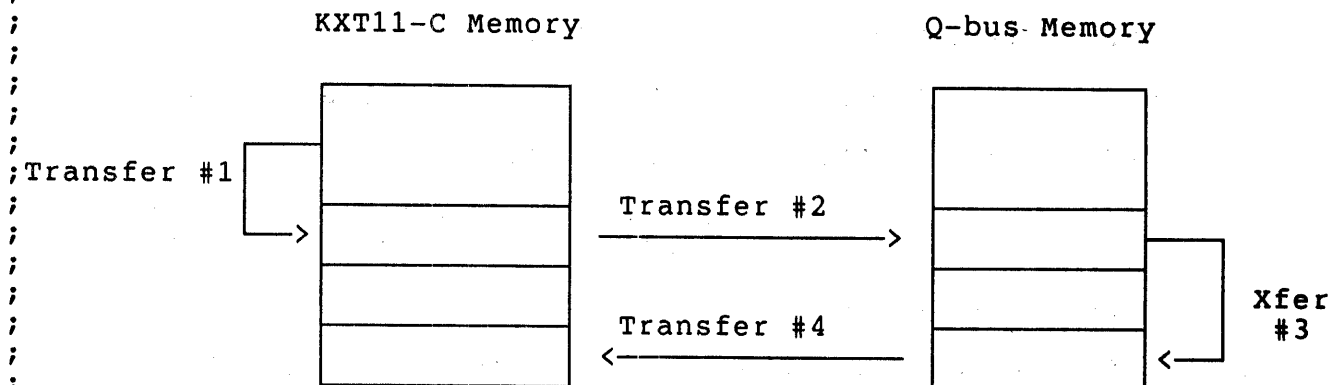 ;
; KXT11-C Memory Q-bus Memory
;
;
;
;
;Transfer #1
; Transfer #2
;
;
; Xfer
; Transfer #4 #3
;
;